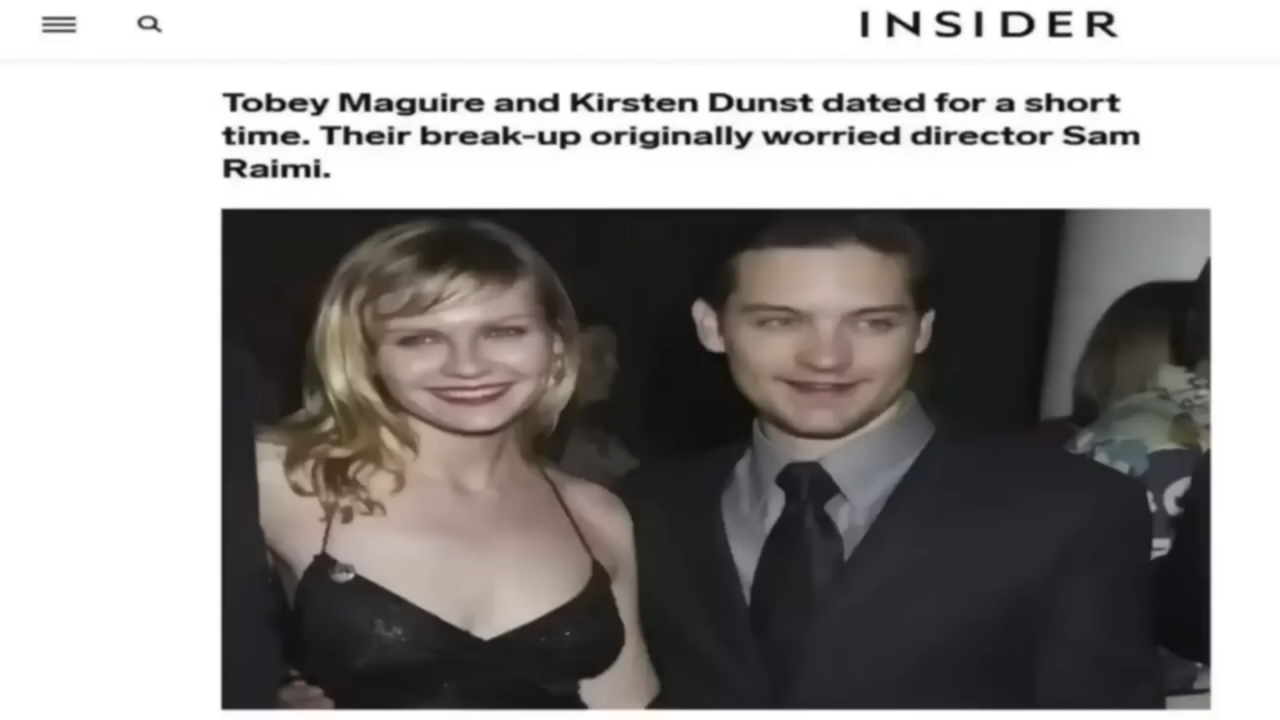 INSIDER
Tobey Maguire and Kirsten Dunst dated for a short
time. Their break-up originally worried director Sam
Raimi.